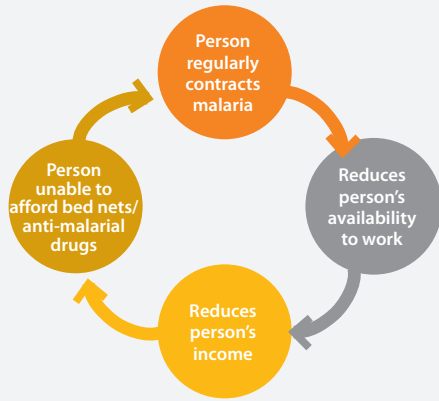 Person
regularly
contracts
malaria
Reduces
person's
availability
to work
Reduces
person's
income
Person
unable to
afford bed nets/
anti-malarial
drugs